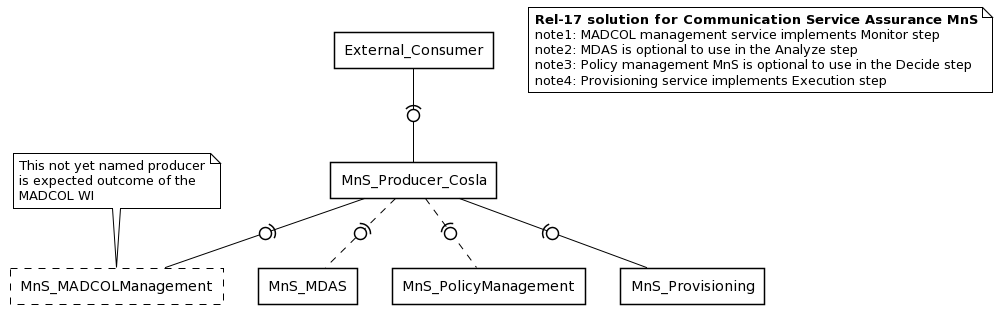 Rel-17 solution for Communication Service Assurance MnS
note1: MADCOL management service implements Monitor step
note2: MDAS is optional to use in the Analyze step
note3: Policy management MnS is optional to use in the Decide step
note4: Provisioning service implements Execution step
External_Consumer
This not yet named producer
is expected outcome of the
MADCOL WI
MnS_Producer_Cosla
MnS_MADCOLManagement
MnS_MDAS
MnS_PolicyManagement
MnS_Provisioning